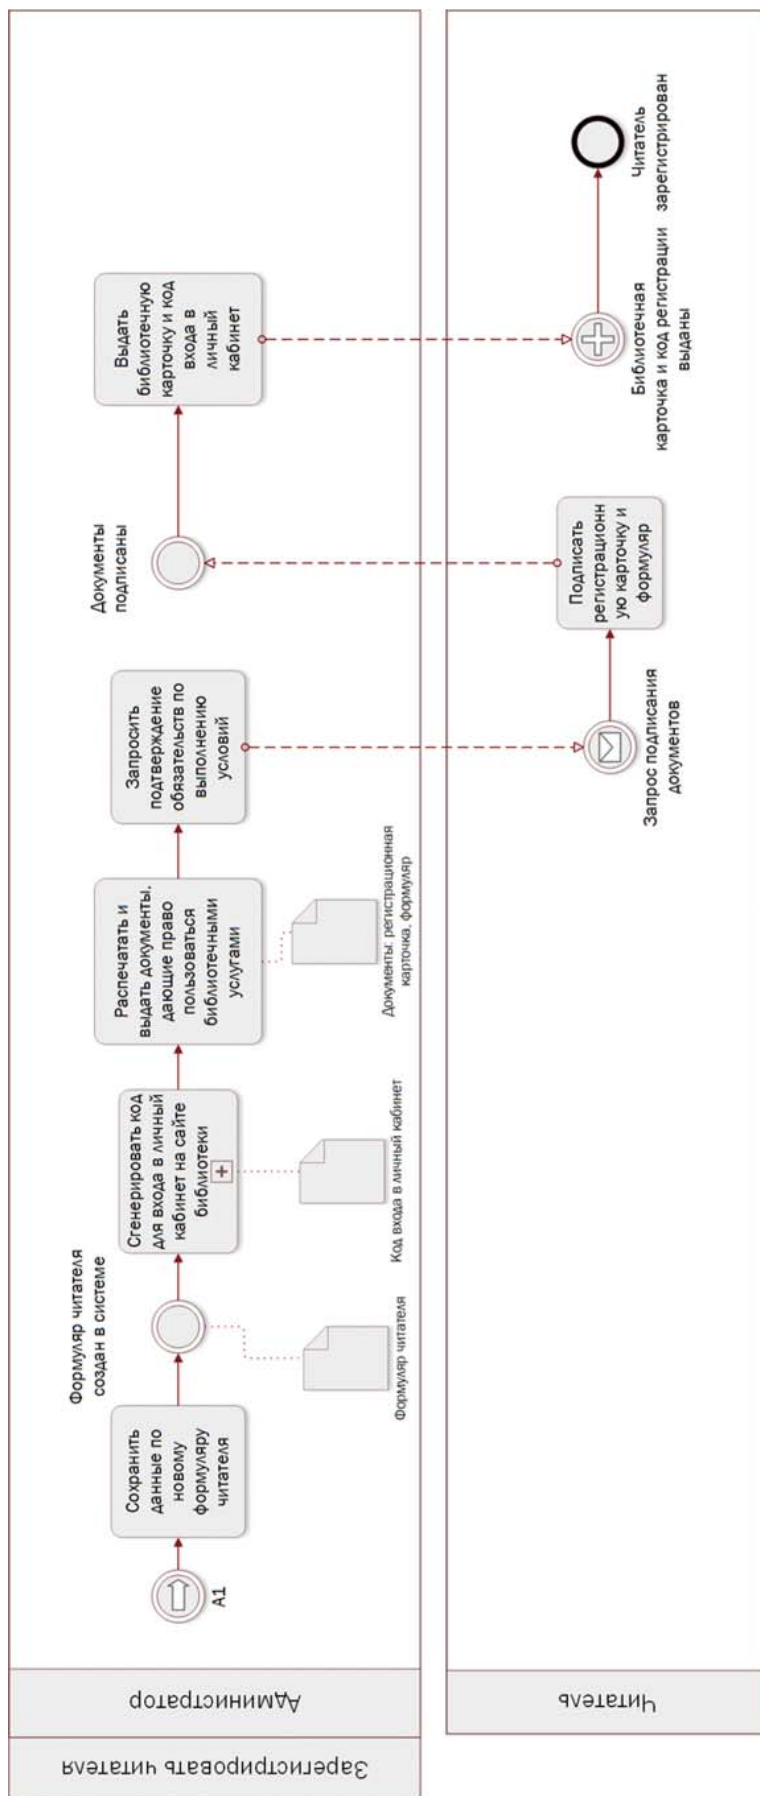 Зарегистрировать читателя
Администратор
А1
Сохранить
данные по
новому
формуляру
читателя
Формуляр читателя
создан в системе
Формуляр читателя
Сгенерировать код
для входа в личный
кабинет на сайте
библиотеки
Код входа в личный кабинет
Распечатать и
выдать документы,
дающие право
пользоваться
библиотечными
услугами
Документы: регистрационная
карточка, формуляр
Запросить
подтверждение
обязательств по
выполнению
условий
Документы
подписаны
Выдать
библиотечную
карточку и код
входа в
личный
кабинет
Читатель
Запрос подписания
документов
Подписать
регистрационн
ую карточку и
формуляр
Библиотечная
карточка и код регистрации
выданы
Читатель
зарегистрирован